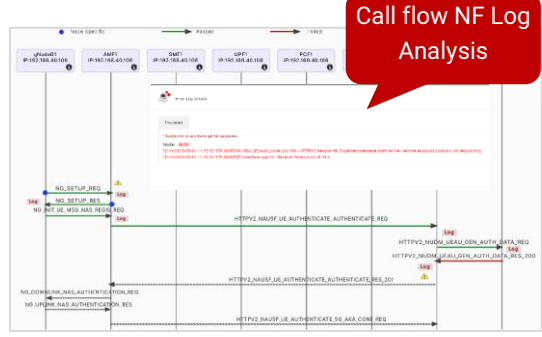 Call flow NF Log
Analysis
Node Specific
Passed
Failed
gNodeB1
IP:192.168.40.106
AMF1
IP:192.168.40.106
SMF1
IP:192.168.40.106
UPF1
IP:192.168.40.106
PCF1
IP:192.168.40.106
Error Log Details
Node - AUSF
NG_SETUP_REQ
Log
NG_SETUP_RES
Log
NG_INIT_UE_MSG_NAS_REGIS_REQ
Log
HTTPV2_NAUSF_UE_AUTHENTICATE_AUTHENTICATE_REQ
Log
HTTPV2_NUDM_UEAU_GEN_AUTH_DATA_REQ
Log
HTTPV2_NUDM_UEAU_GEN_AUTH_DATA_RES_200
Log
HTTPV2_NAUSF_UE_AUTHENTICATE_AUTHENTICATE_RES_201
NG_DOWNLINK_NAS_AUTHENTICATION_REQ
NG_UPLINK_NAS_AUTHENTICATION_RES
HTTPV2_NAUSF_UE_AUTHENTICATE_5G_AKA_CONF_REQ